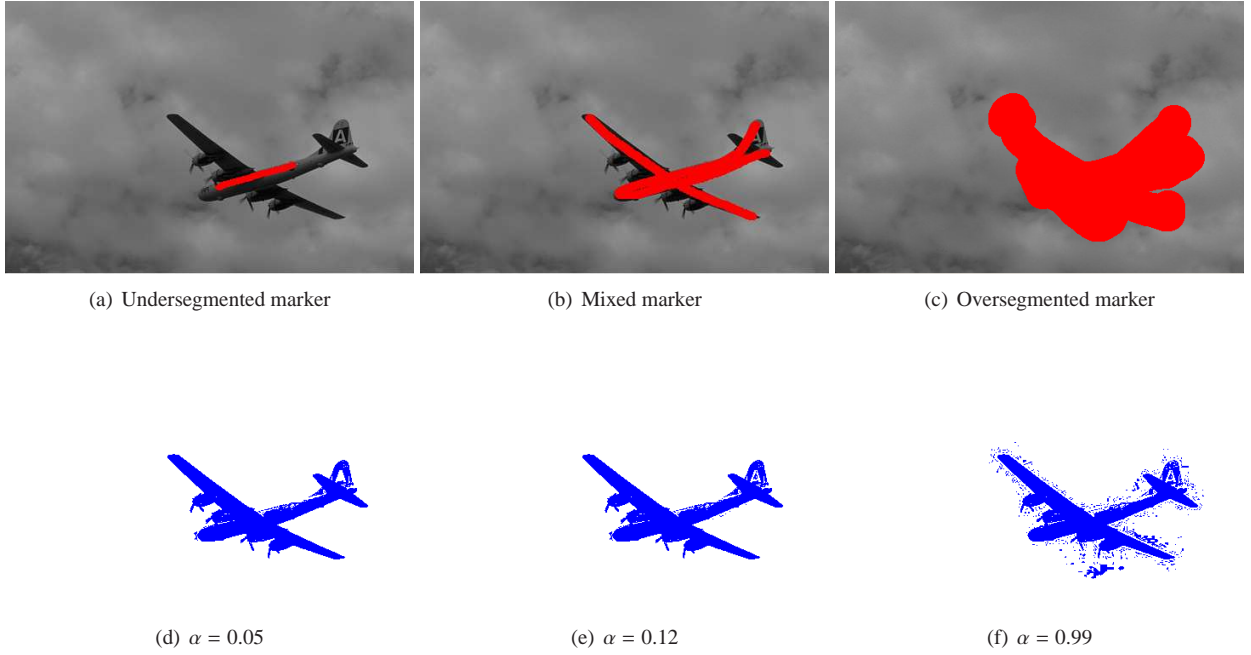 A
(a) Undersegmented marker
A
(b) Mixed marker
(c) Oversegmented marker
(d) α = 0.05
(e) α = 0.12
A
(f) α = 0.99